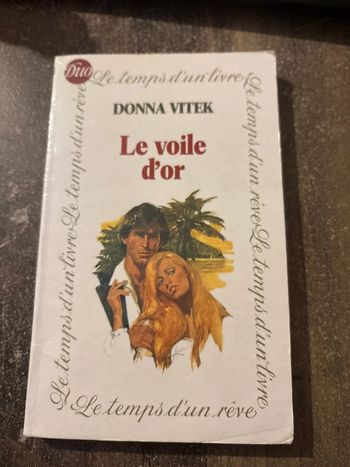 Duo
Le temps d'un livre
DONNA VITEK
Le voile
d'or
Le temps d'un livre Le temps d'un rêve
Le temps d'un rêve Le temps d'un livre
Le temps d'un rêve